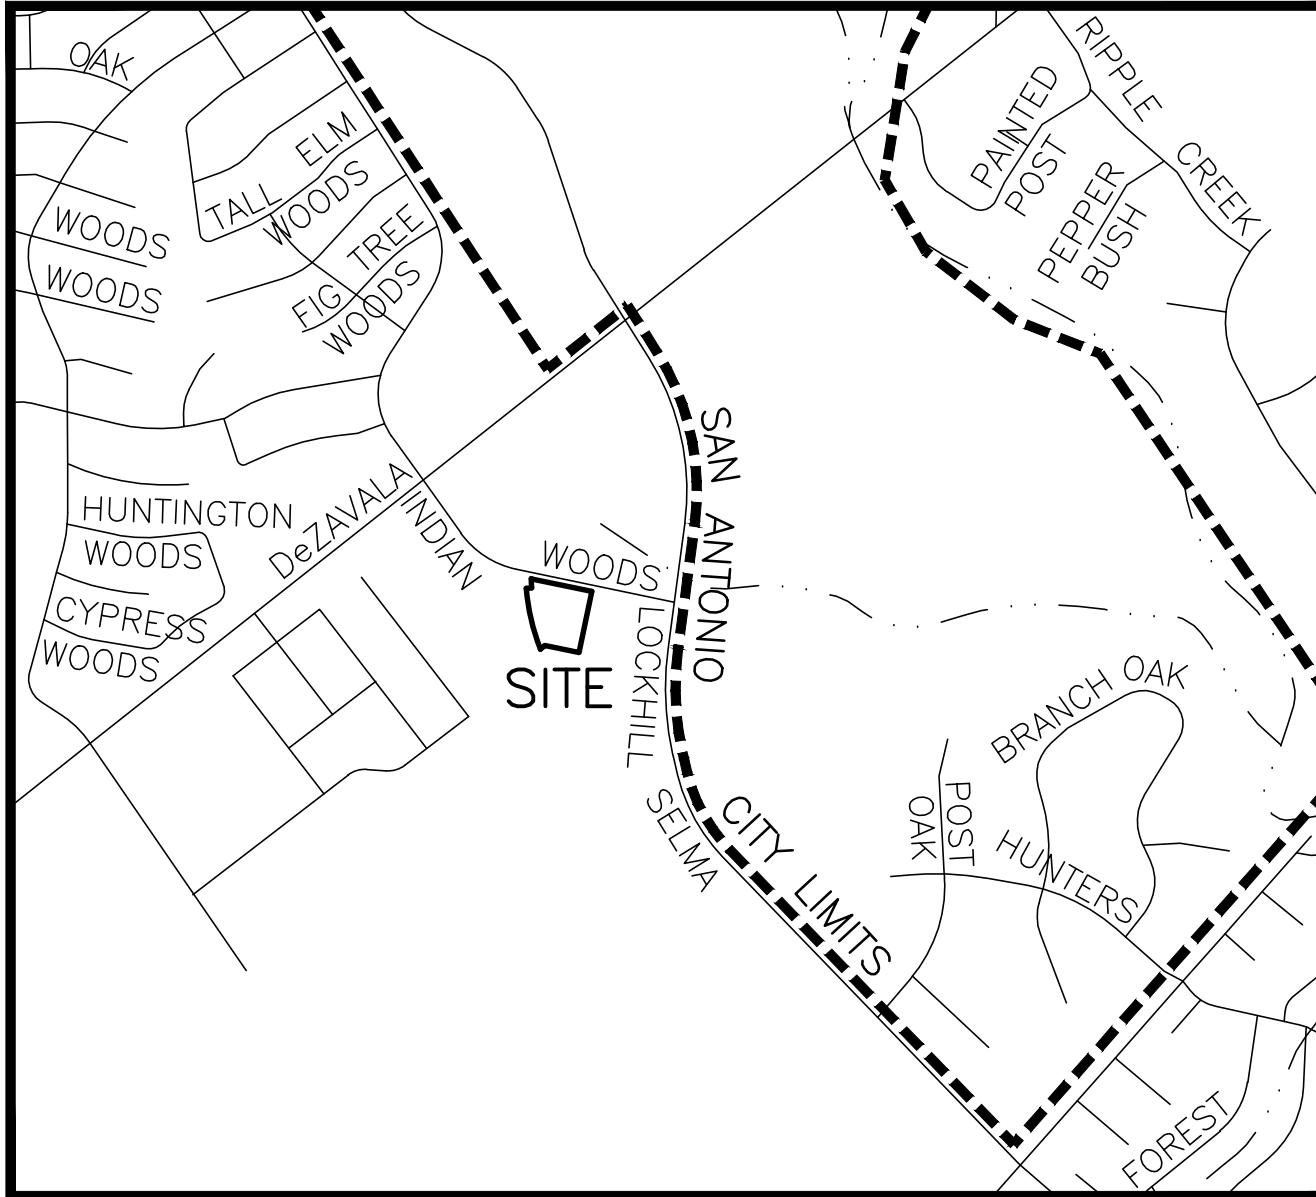 OAK
RIPPLE CREEK
PAINTED
POST
PEPPER
BUSH
TALL ELM
WOODS
FIG TREE
WOODS
WOODS
WOODS
SAN ANTONIO
CITY LIMITS
HUNTINGTON
WOODS
DeZAVALA
INDIAN WOODS
CYPRESS
WOODS
SITE
LOCKHILL SELMA
BRANCH OAK
POST
OAK
HUNTERS
FOREST